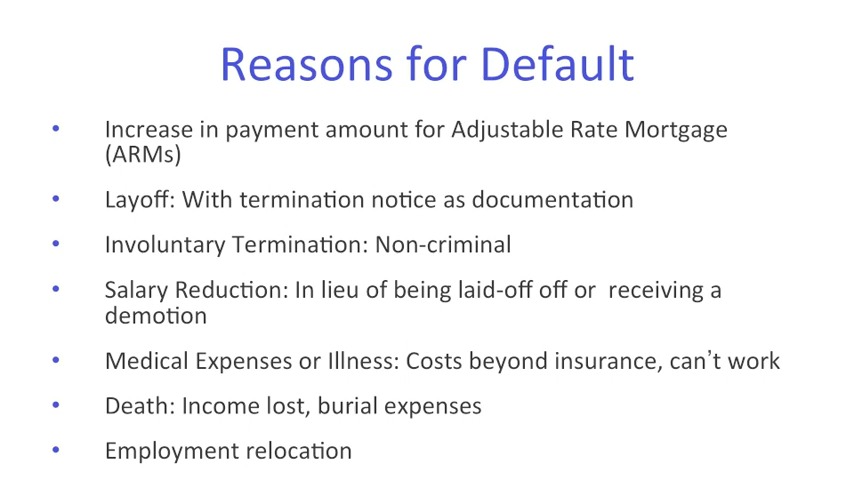 Reasons for Default
• Increase in payment amount for Adjustable Rate Mortgage
(ARMs)
• Layoff: With termination notice as documentation
• Involuntary Termination: Non-criminal
• Salary Reduction: In lieu of being laid-off off or  receiving a
demotion
• Medical Expenses or Illness: Costs beyond insurance, can’t work
• Death: Income lost, burial expenses
• Employment relocation